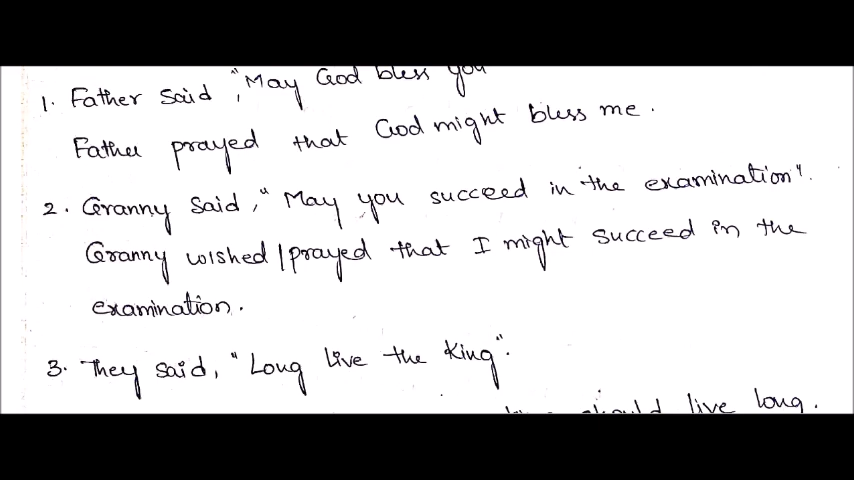 1. Father said, "May God bless you
Father prayed that God might bless me.
2. Granny said, "May you succeed in the examination".
Granny wished/prayed that I might succeed in the
examination.
3. They said, "Long live the King".
should live long.